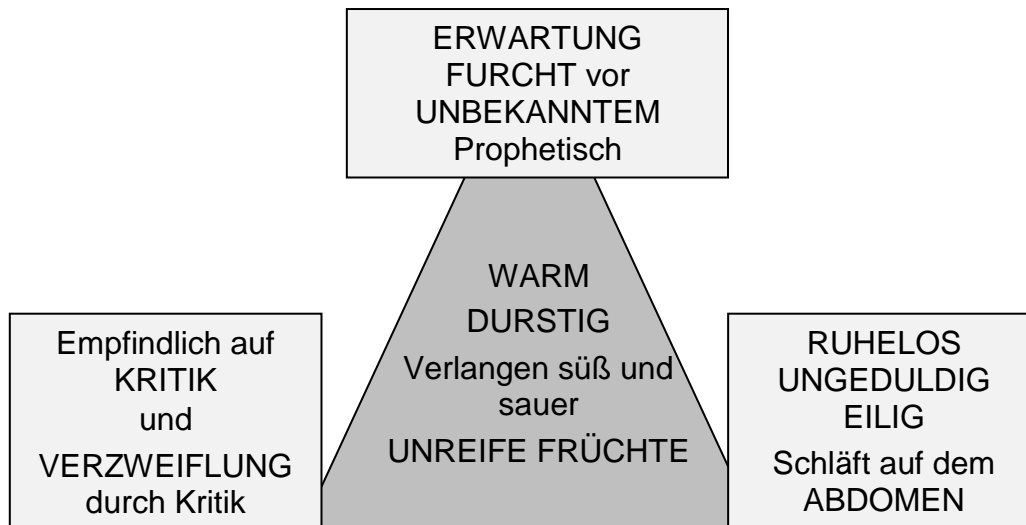 ERWARTUNG
FURCHT vor
UNBEKANNTEM
Prophetisch
WARM
DURSTIG
Verlangen süß und
sauer
UNREIFE FRÜCHTE
Empfindlich auf
KRITIK
und
VERZWEIFLUNG
durch Kritik
RUHELOS
UNGEDULDIG
EILIG
Schläft auf dem
ABDOMEN